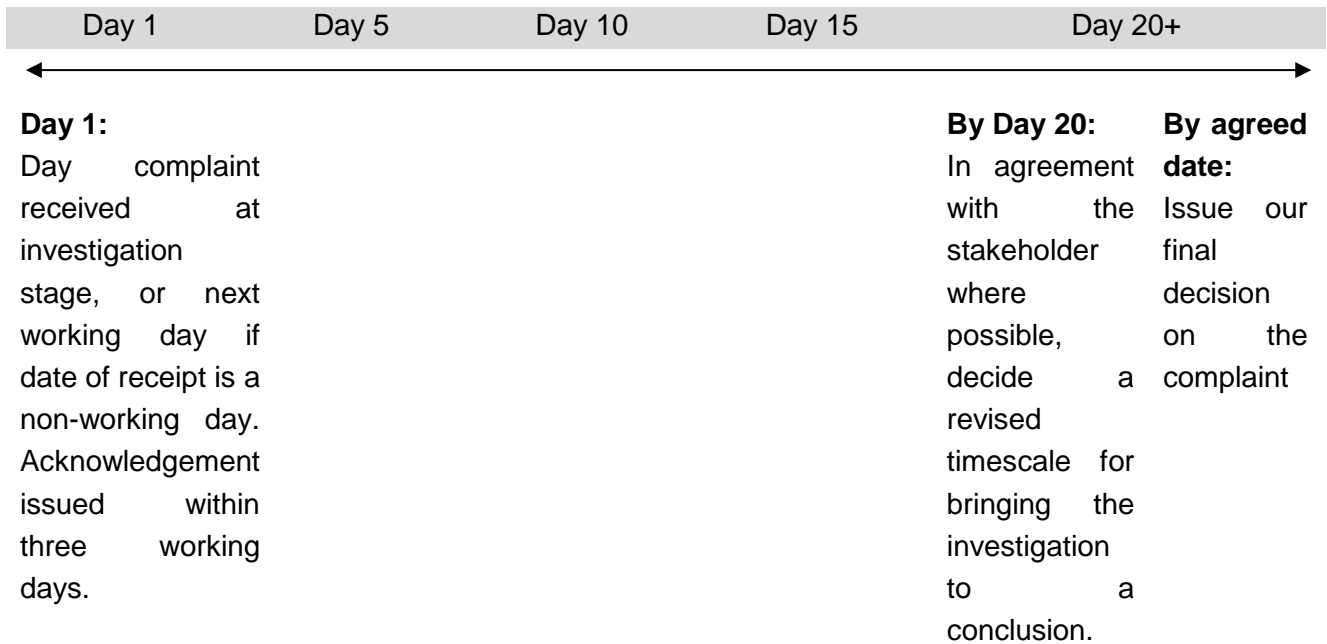 Day 1 Day 5 Day 10 Day 15 Day 20+
Day 1:
Day complaint
received at
investigation
stage, or next
working day if
date of receipt is a
non-working day.
Acknowledgement
issued within
three working
days.
By Day 20:
In agreement
with the
stakeholder
where
possible,
decide a
revised
timescale for
bringing the
investigation
to a
conclusion.
By agreed
date:
Issue our
final
decision
on the
complaint